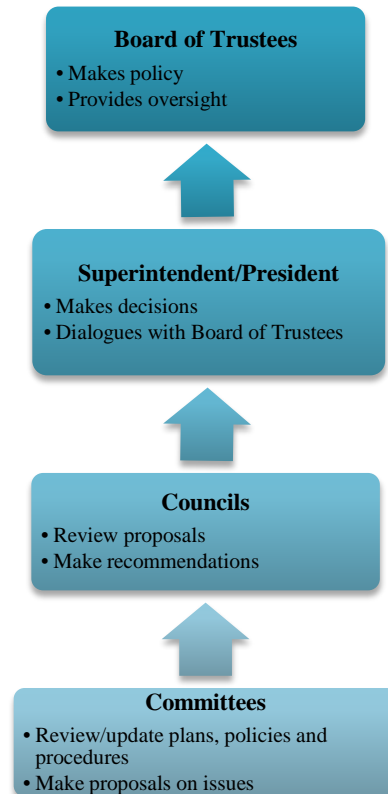 Board of Trustees
• Makes policy
• Provides oversight
Superintendent/President
• Makes decisions
• Dialogues with Board of Trustees
Councils
• Review proposals
• Make recommendations
Committees
• Review/update plans, policies and
procedures
• Make proposals on issues